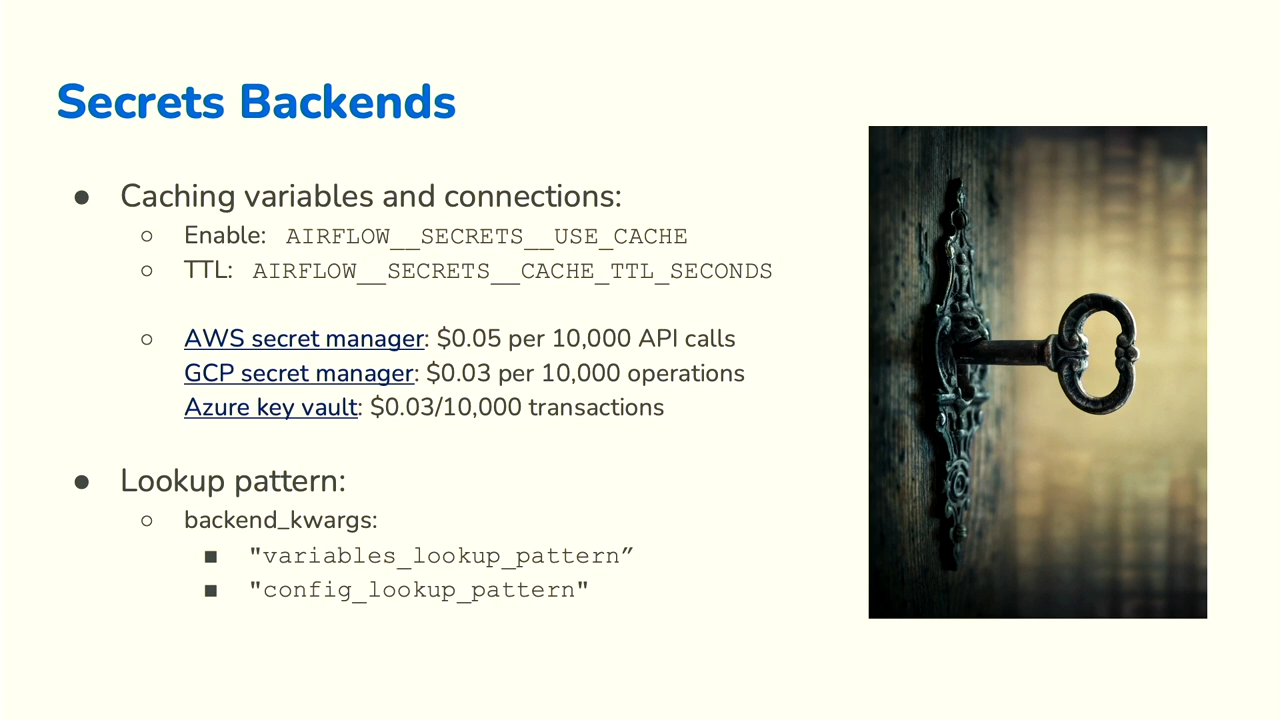 Secrets Backends
● Caching variables and connections:
○ Enable: AIRFLOW__SECRETS__USE_CACHE
○ TTL: AIRFLOW__SECRETS__CACHE_TTL_SECONDS
○ AWS secret manager: $0.05 per 10,000 API calls
GCP secret manager: $0.03 per 10,000 operations
Azure key vault: $0.03/10,000 transactions
● Lookup pattern:
○ backend_kwargs:
■ "variables_lookup_pattern”
■ "config_lookup_pattern"